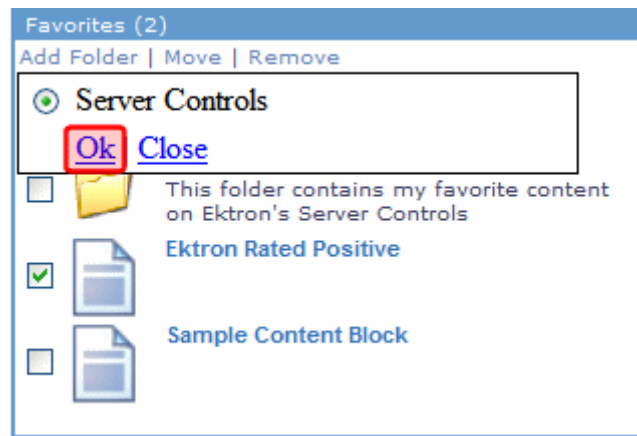 Favorites (2)
Add Folder | Move | Remove
Server Controls
Ok Close
This folder contains my favorite content
on Ektron's Server Controls
Ektron Rated Positive
Sample Content Block